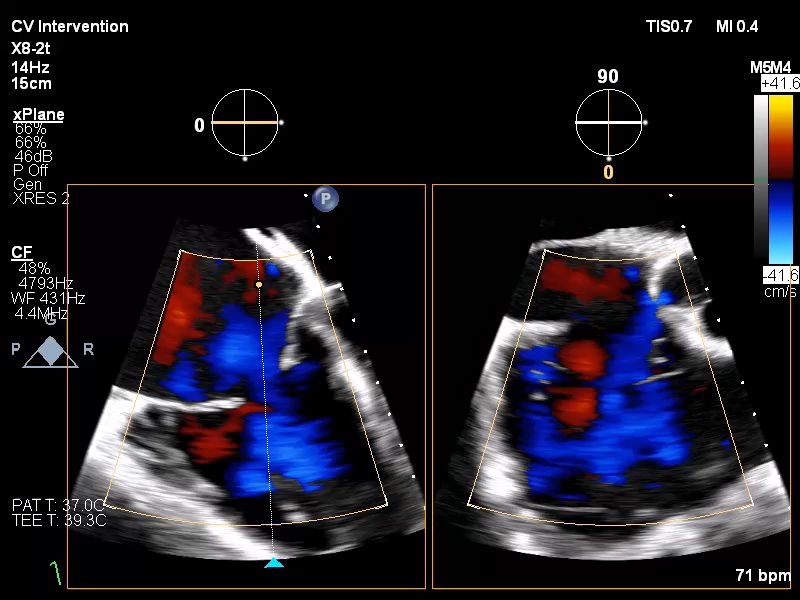 CV Intervention
X8-2t
14Hz
15cm
TIS0.7 MI 0.4
M5M4
+41.6
xPlane
66%
66%
46dB
P Off
Gen
XRES 2
0
90
0
P
CF
48%
4793Hz
WF 431Hz
4.4MHz
G
P R
-41.6
cm/s
PAT T: 37.0C
TEE T: 39.3C
71 bpm